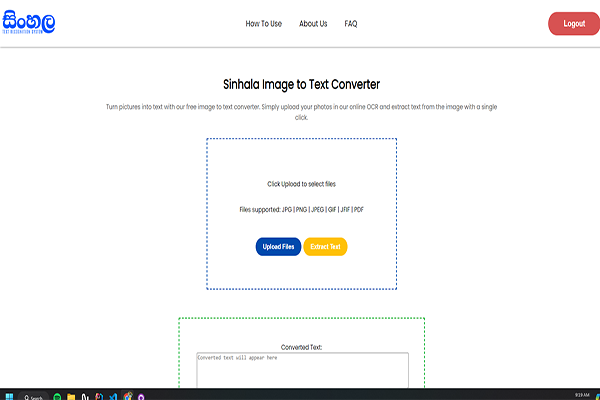 සිංහල
TEXT RECOGNITION SYSTEM
How To Use
About Us
FAQ
Logout
Sinhala Image to Text Converter
Turn pictures into text with our free image to text converter. Simply upload your photos in our online OCR and extract text from the image with a single
click.
Click Upload to select files
Files supported: JPG | PNG | JPEG | GIF | JFIF | PDF
Upload Files
Extract Text
Converted Text:
Converted text will appear here
Search
9:19 AM